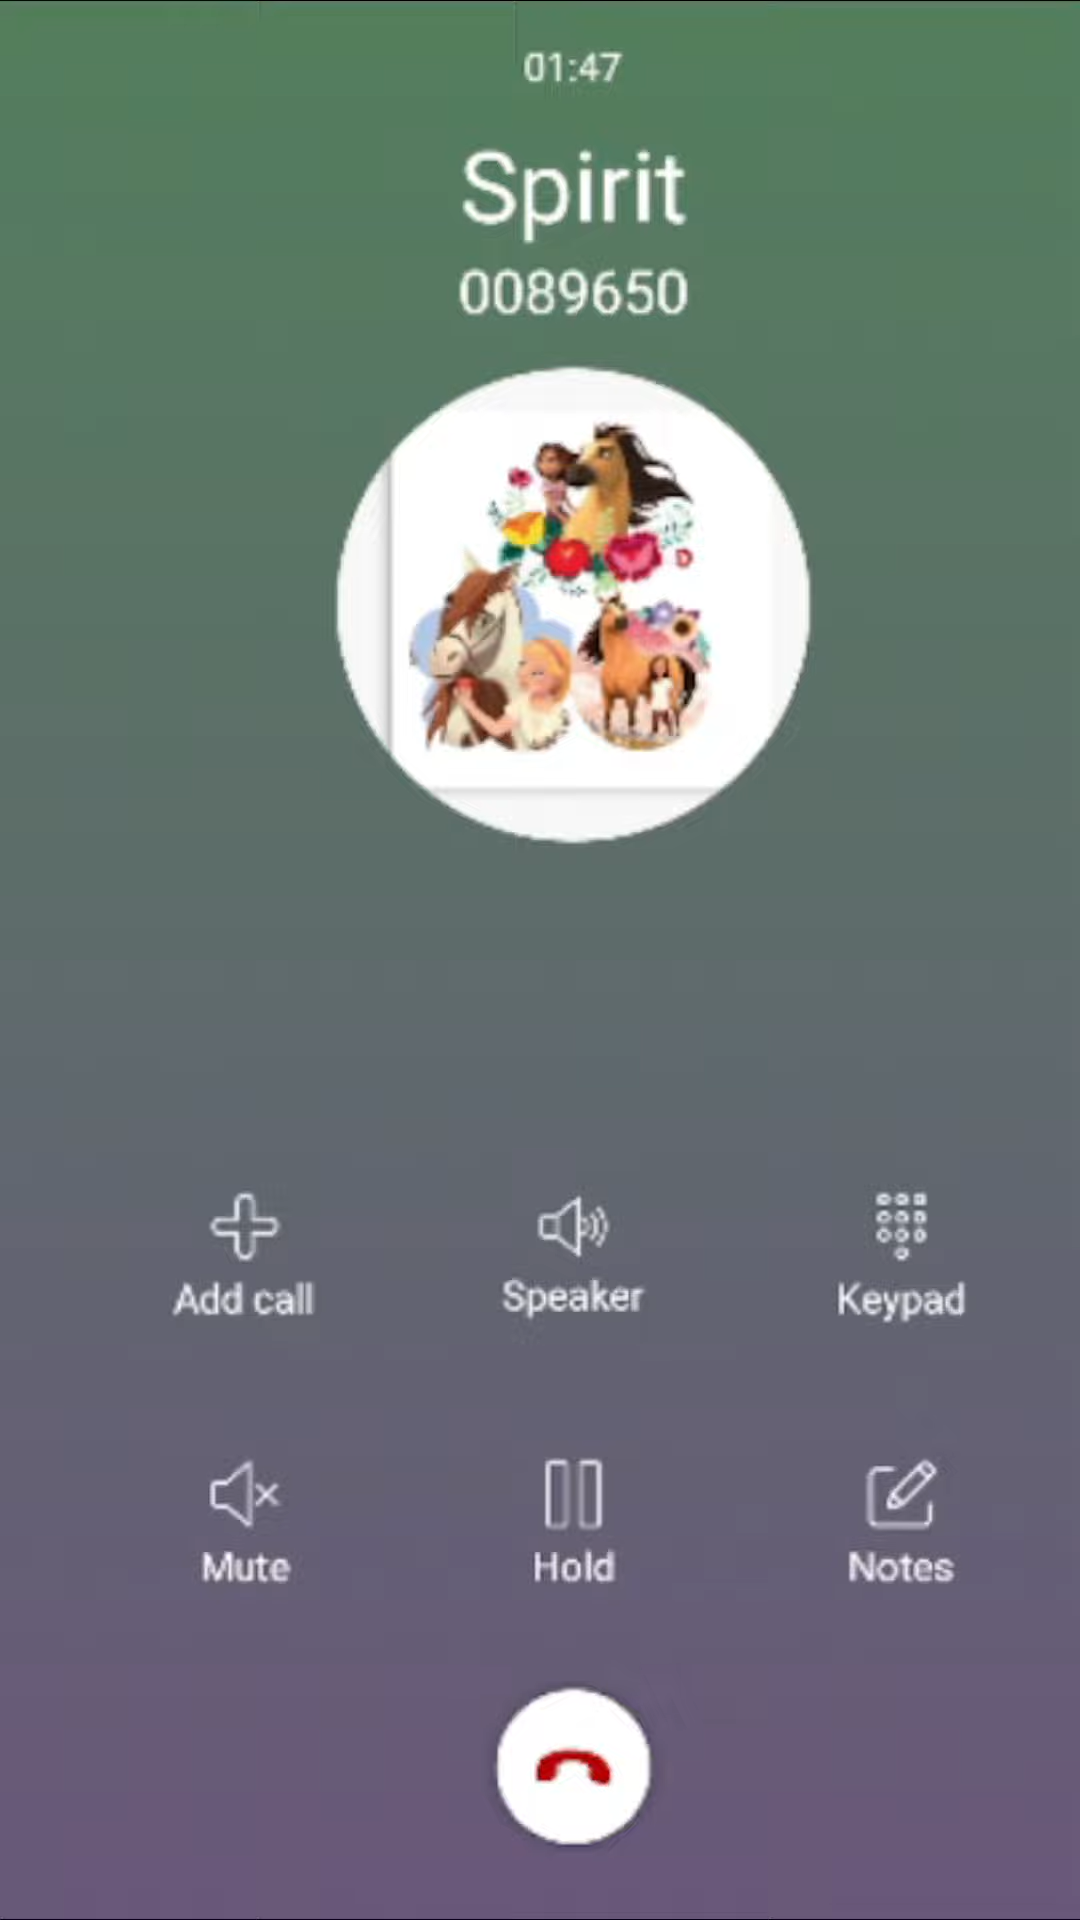 01:47
Spirit
0089650
D
Add call
Speaker
Keypad
Mute
Hold
Notes